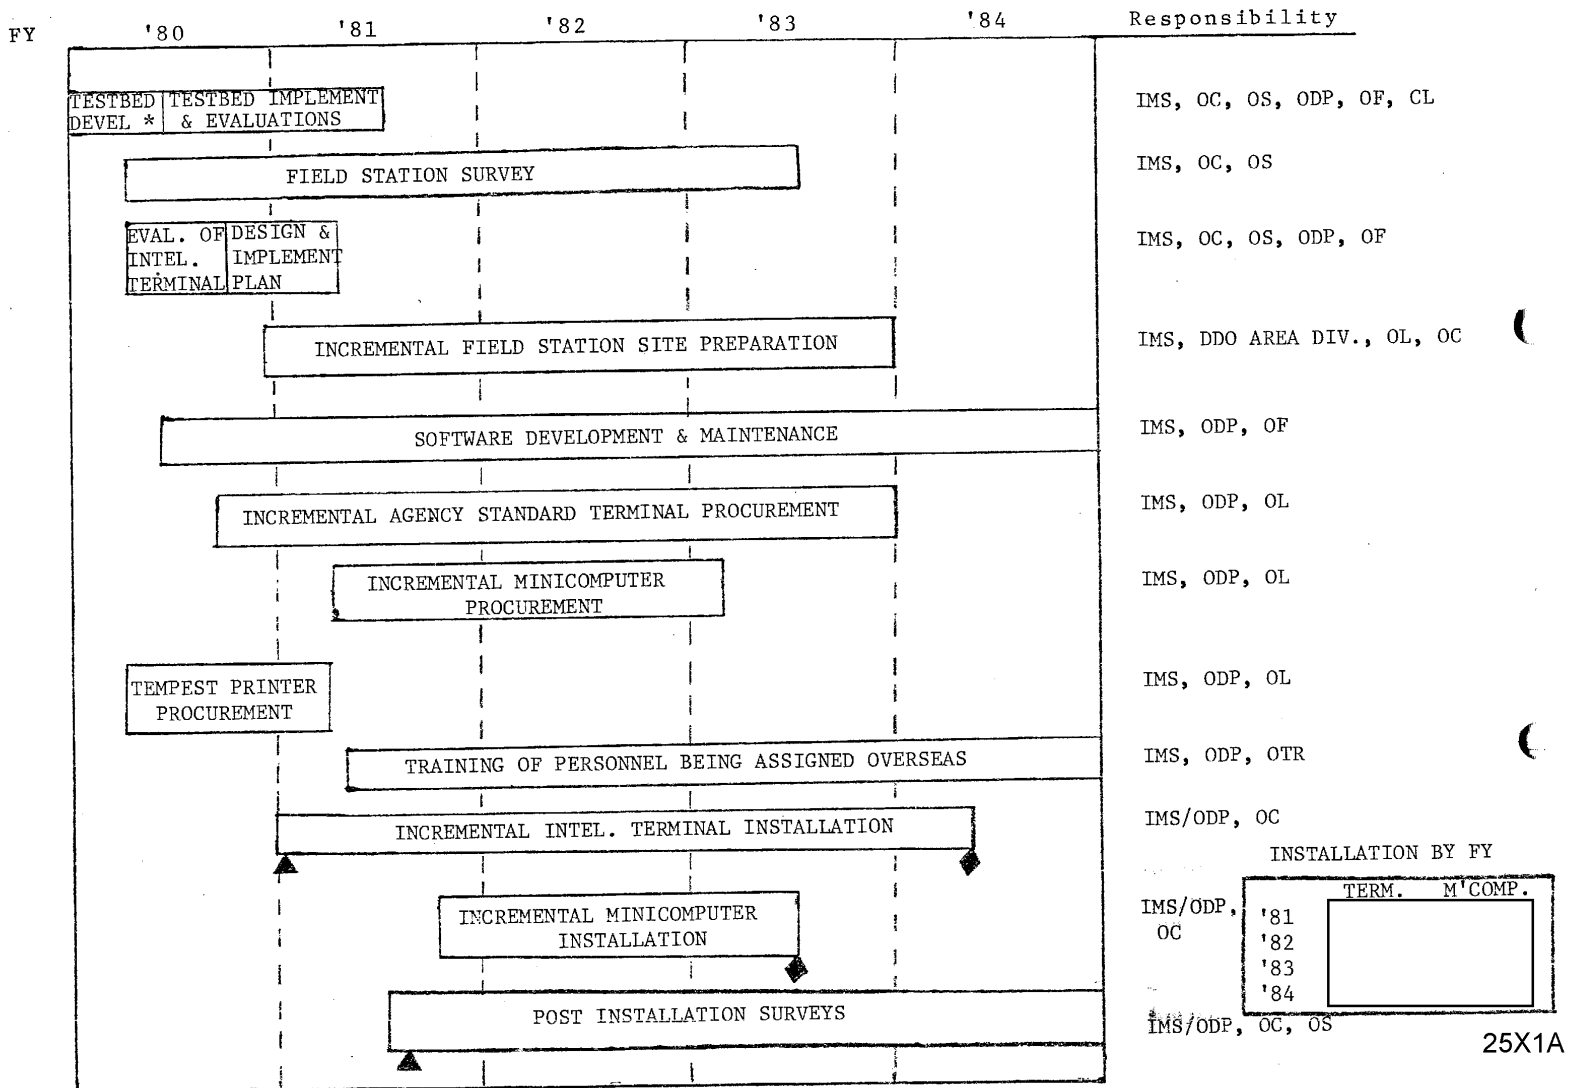 FY '80 '81 '82 '83 '84 Responsibility
TESTBED TESTBED IMPLEMENT IMS, OC, OS, ODP, OF, CL
DEVEL * & EVALUATIONS
FIELD STATION SURVEY IMS, OC, OS
EVAL. OF DESIGN & IMS, OC, OS, ODP, OF
INTEL. IMPLEMENT
TERMINAL PLAN
INCREMENTAL FIELD STATION SITE PREPARATION IMS, DDO AREA DIV., OL, OC
SOFTWARE DEVELOPMENT & MAINTENANCE IMS, ODP, OF
INCREMENTAL AGENCY STANDARD TERMINAL PROCUREMENT IMS, ODP, OL
INCREMENTAL MINICOMPUTER IMS, ODP, OL
PROCUREMENT
TEMPEST PRINTER IMS, ODP, OL
PROCUREMENT
TRAINING OF PERSONNEL BEING ASSIGNED OVERSEAS IMS, ODP, OTR
INCREMENTAL INTEL. TERMINAL INSTALLATION IMS/ODP, OC
INSTALLATION BY FY
TERM. M'COMP.
INCREMENTAL MINICOMPUTER IMS/ODP, '81
INSTALLATION OC '82
'83
'84
POST INSTALLATION SURVEYS IMS/ODP, OC, OS
25X1A